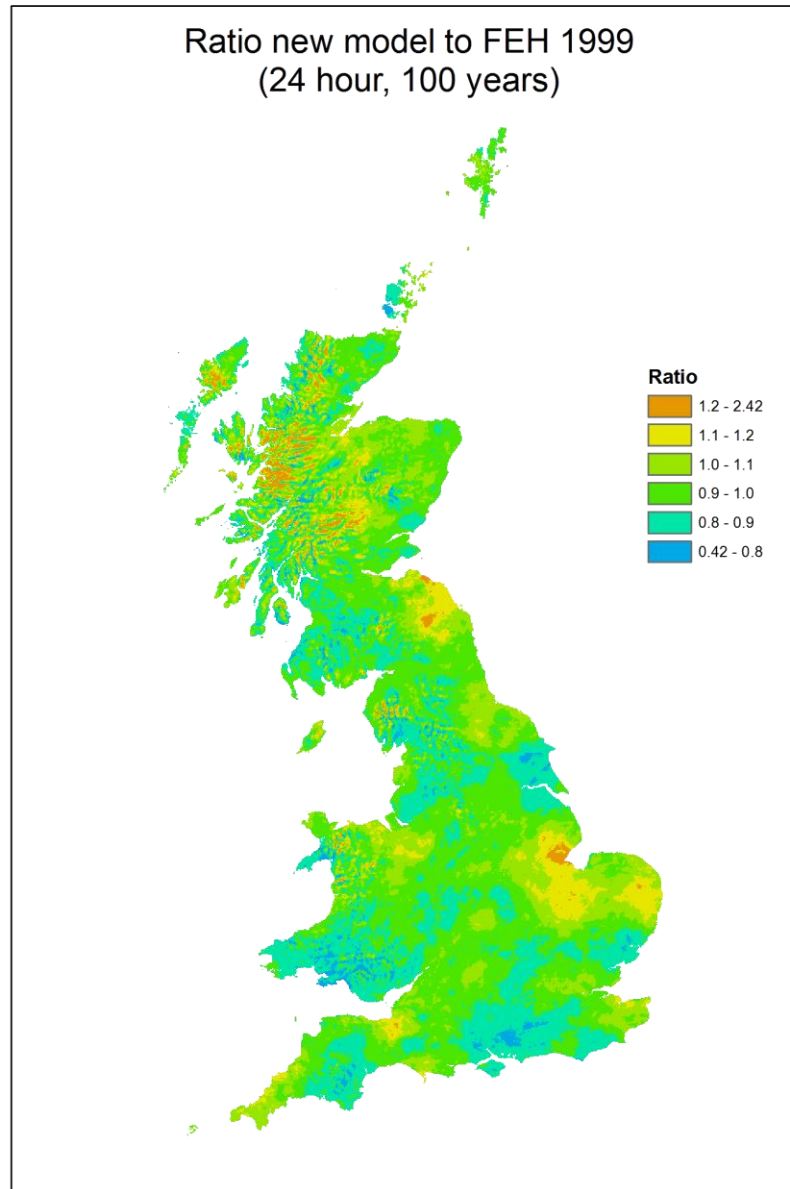 Ratio new model to FEH 1999
(24 hour, 100 years)
Ratio
1.2 - 2.42
1.1 - 1.2
1.0 - 1.1
0.9 - 1.0
0.8 - 0.9
0.42 - 0.8